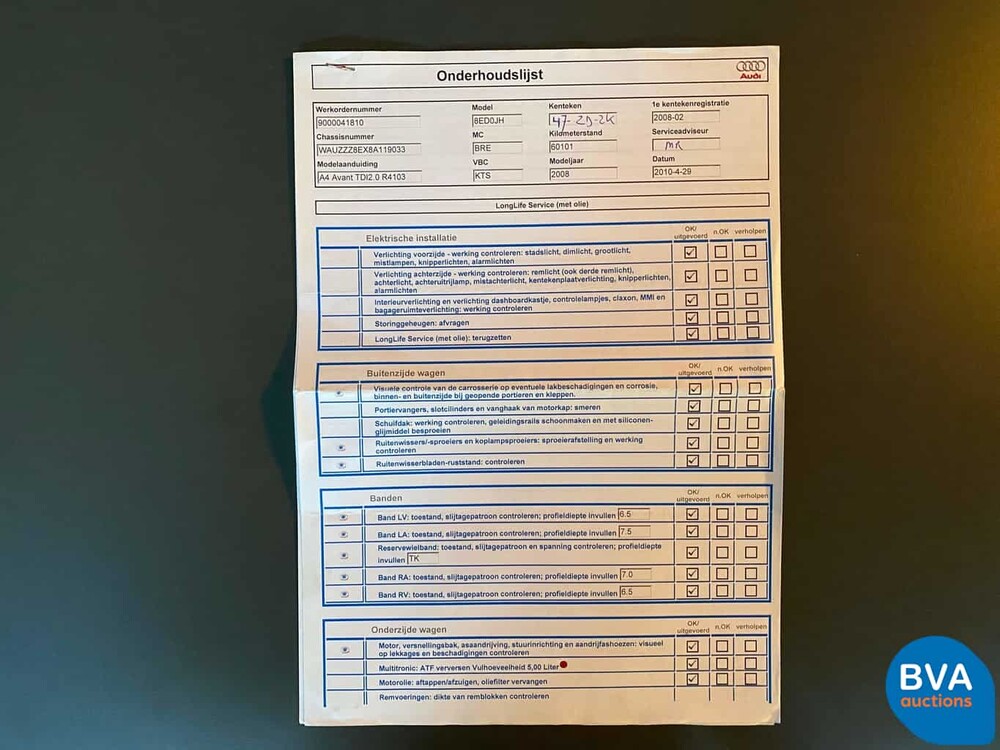 Onderhoudslijst
Audi
Werkordernummer
9000041810
Model
8ED0JH
Kenteken
47-ZD-ZK
1e kentekenregistratie
2008-02
Chassisnummer
WAUZZZ8EX8A119033
MC
BRE
Kilometerstand
60101
Serviceadviseur
MR
Modelaanduiding
A4 Avant TDI2.0 R4103
VBC
KTS
Modeljaar
2008
Datum
2010-4-29
LongLife Service (met olie)
Elektrische installatie
OK/ uitgevoerd n.OK verholpen
Verlichting voorzijde - werking controleren: stadslicht, dimlicht, grootlicht,
mistlampen, knipperlichten, alarmlichten
Verlichting achterzijde - werking controleren: remlicht (ook derde remlicht),
achterlicht, achteruitrijlamp, mistachterlicht, kentekenplaatverlichting, knipperlichten,
alarmlichten
Interieurverlichting en verlichting dashboardkastje, controlelampjes, claxon, MMI en
bagageruimteverlichting: werking controleren
Storinggeheugen: afvragen
LongLife Service (met olie): terugzetten
Buitenzijde wagen
OK/ uitgevoerd n.OK verholpen
Visuele controle van de carrosserie op eventuele lakbeschadigingen en corrosie,
binnen- en buitenzijde bij geopende portieren en kleppen.
Portiervangers, slotcilinders en vanghaak van motorkap: smeren
Schuifdak: werking controleren, geleidingsrails schoonmaken en met siliconen-
glijmiddel besproeien
Ruitenwissers/-sproeiers en koplampsproeiers: sproeierafstelling en werking
controleren
Ruitenwisserbladen-ruststand: controleren
Banden
OK/ uitgevoerd n.OK verholpen
Band LV: toestand, slijtagepatroon controleren; profieldiepte invullen 6.5
Band LA: toestand, slijtagepatroon controleren; profieldiepte invullen 7.5
Reservewielband: toestand, slijtagepatroon en spanning controleren; profieldiepte
invullen TK
Band RA: toestand, slijtagepatroon controleren; profieldiepte invullen 7.0
Band RV: toestand, slijtagepatroon controleren; profieldiepte invullen 6.5
Onderzijde wagen
OK/ uitgevoerd n.OK verholpen
Motor, versnellingsbak, asaandrijving, stuurinrichting en aandrijfashoezen: visueel
op lekkages en beschadigingen controleren
Multitronic: ATF verversen Vulhoeveelheid 5,00 Liter
Motorolie: aftappen/afzuigen, oliefilter vervangen
Remvoeringen: dikte van remblokken controleren
BVA
auctions